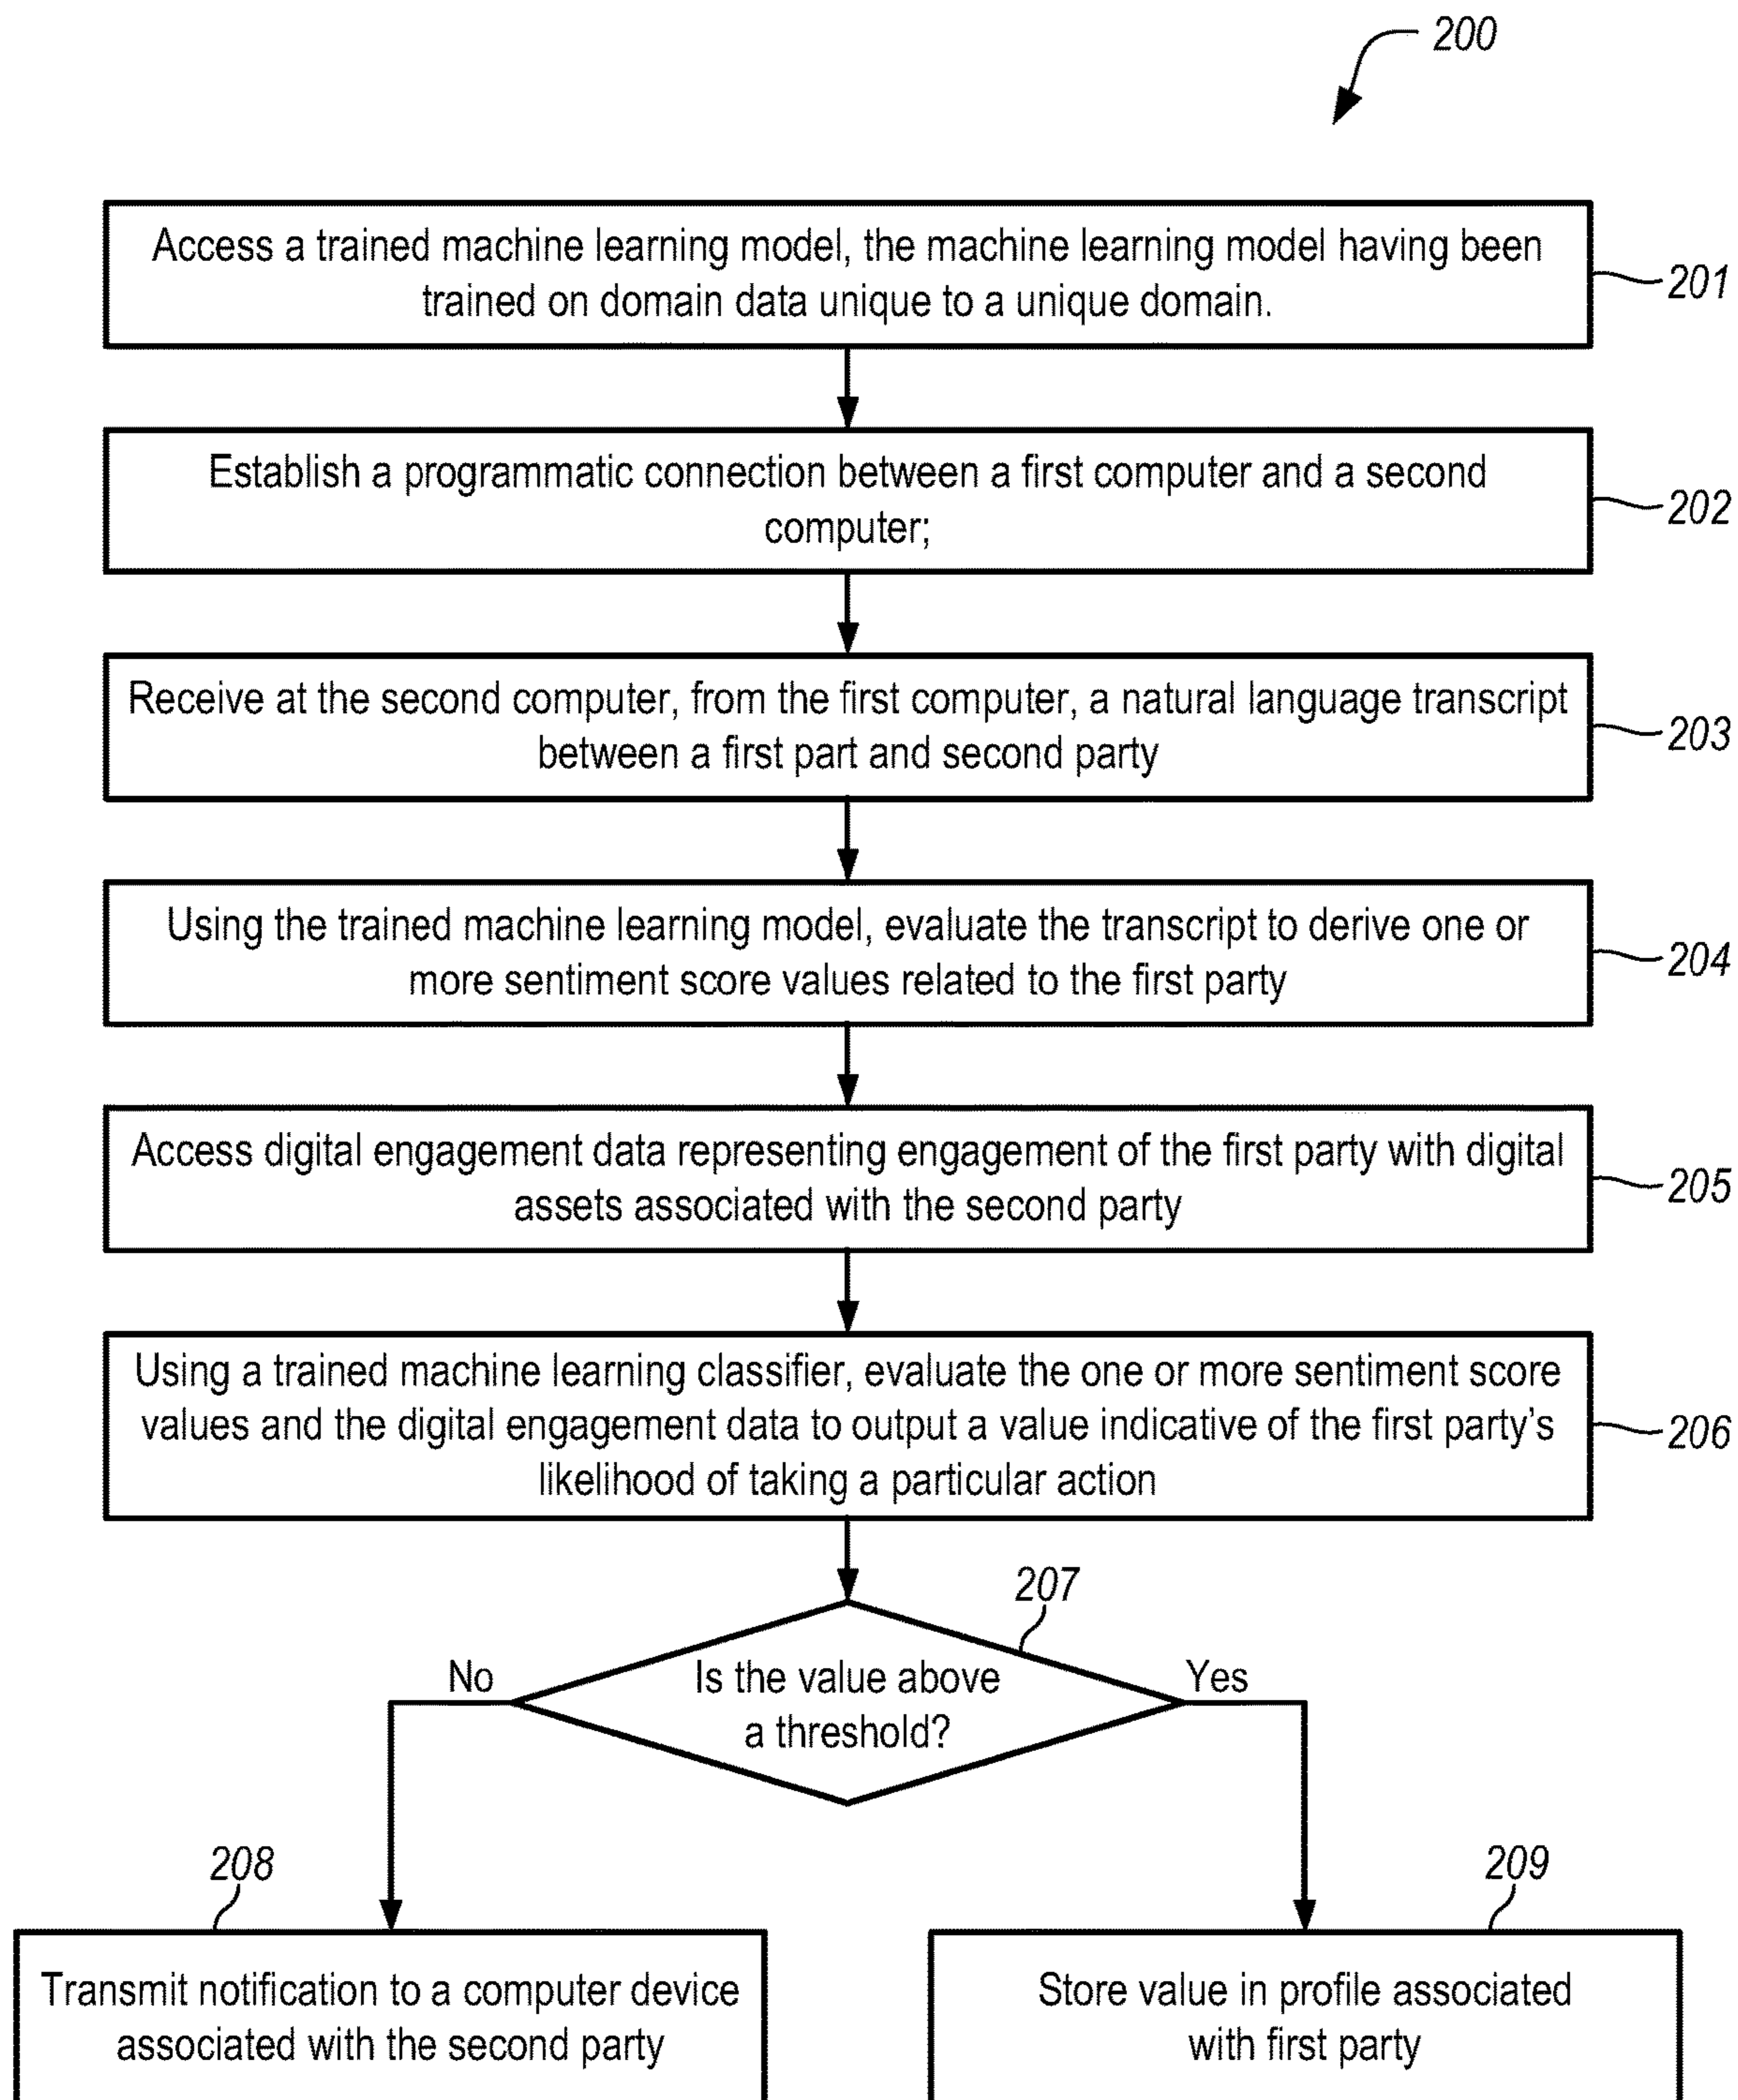 200
Access a trained machine learning model, the machine learning model having been
trained on domain data unique to a unique domain.
201
Establish a programmatic connection between a first computer and a second
computer;
202
Receive at the second computer, from the first computer, a natural language transcript
between a first part and second party
203
Using the trained machine learning model, evaluate the transcript to derive one or
more sentiment score values related to the first party
204
Access digital engagement data representing engagement of the first party with digital
assets associated with the second party
205
Using a trained machine learning classifier, evaluate the one or more sentiment score
values and the digital engagement data to output a value indicative of the first party's
likelihood of taking a particular action
206
207
No
Is the value above
a threshold?
Yes
208
209
Transmit notification to a computer device
associated with the second party
Store value in profile associated
with first party